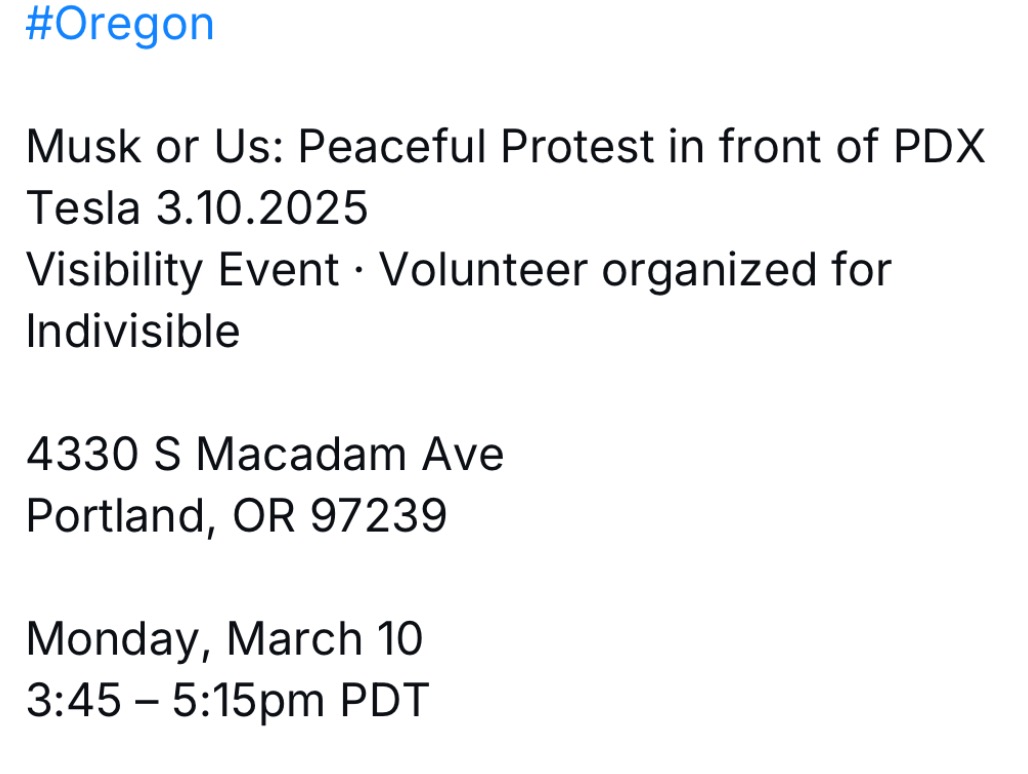 #Oregon
Musk or Us: Peaceful Protest in front of PDX
Tesla 3.10.2025
Visibility Event · Volunteer organized for
Indivisible
4330 S Macadam Ave
Portland, OR 97239
Monday, March 10
3:45 – 5:15pm PDT